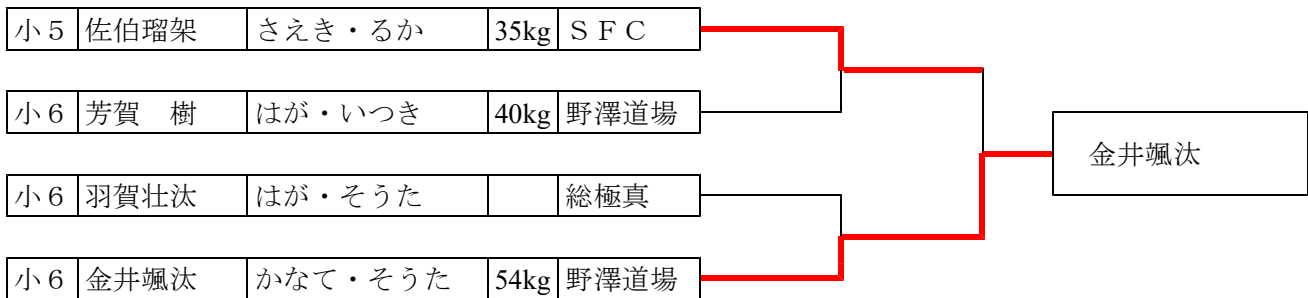 小５ 佐伯瑠架 さえき・るか 35kg ＳＦＣ
小６ 芳賀　樹 はが・いつき 40kg 野澤道場
金井颯汰
小６ 羽賀壮汰 はが・そうた 総極真
小６ 金井颯汰 かなて・そうた 54kg 野澤道場